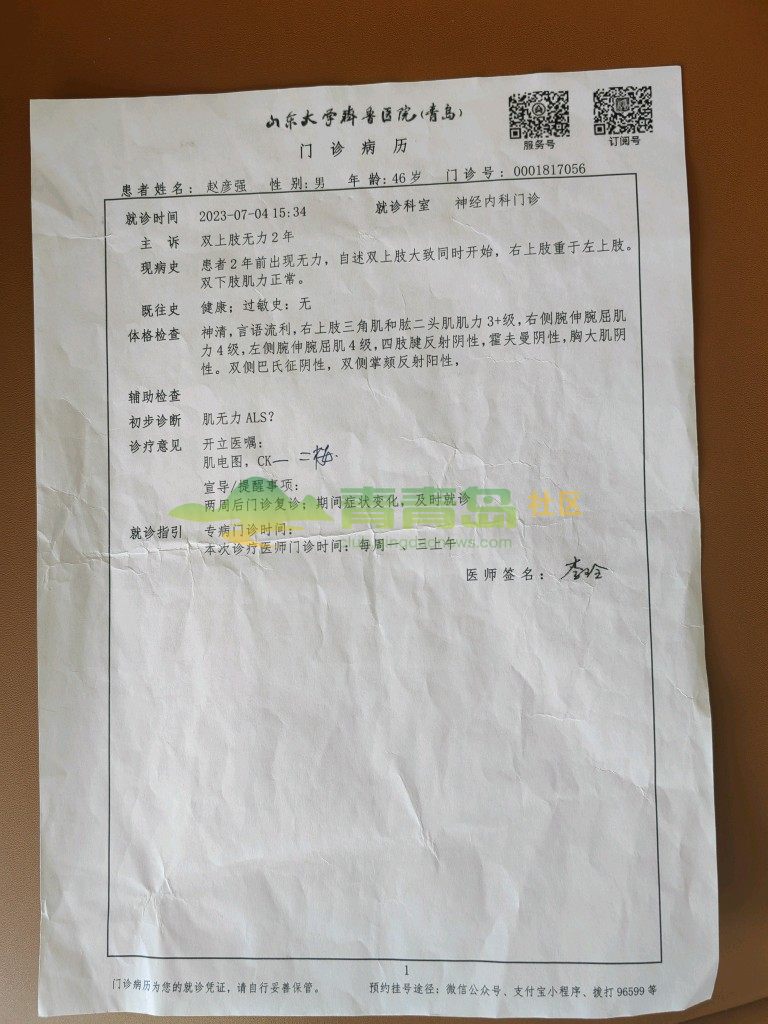 山东大学齐鲁医院(青岛)
服务号
订阅号
门诊病历
患者姓名：赵彦强 性别:男 年龄:46岁 门诊号：0001817056
就诊时间 2023-07-04 15:34 就诊科室 神经内科门诊
主诉 双上肢无力2年
现病史 患者2年前出现无力，自述双上肢大致同时开始，右上肢重于左上肢。
双下肢肌力正常。
既往史 健康；过敏史：无
体格检查 神清，言语流利，右上肢三角肌和肱二头肌肌力3+级，右侧腕伸腕屈肌
力4级，左侧腕伸腕屈肌4级，四肢腱反射阴性，霍夫曼阴性，胸大肌阴
性。双侧巴氏征阴性，双侧掌颏反射阳性，
辅助检查
初步诊断 肌无力 ALS?
诊疗意见 开立医嘱:
肌电图，CK
宣导/提醒事项:
两周后门诊复诊；期间症状变化，及时就诊
青青岛社区
就诊指引 专病门诊时间:
本次诊疗医师门诊时间：每周一、三上午
医师签名：
1
门诊病历为您的就诊凭证，请自行妥善保管。 预约挂号途径：微信公众号、支付宝小程序、拨打96599等